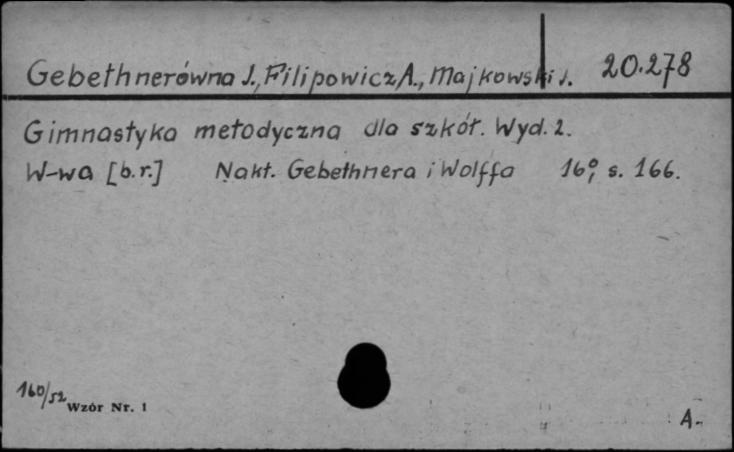 Gebethnerówna J., Filipowicz A., Majkowski J. 20.278
Gimnastyka metodyczna dla szkół. Wyd. 2.
W-wa [b.r.] Nakł. Gebethnera i Wolffa 16°, s. 166.
160/52 Wzór Nr. 1
A-